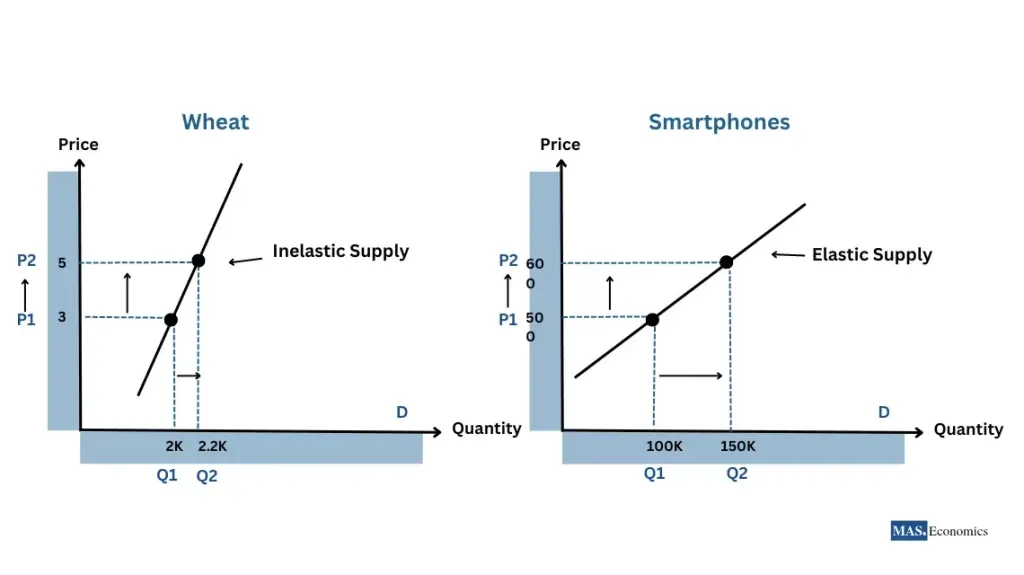 Wheat
Price
P2
5
P1
3
Inelastic Supply
D
Quantity
2K 2.2K
Q1 Q2
Smartphones
Price
P2
60
0
P1
50
0
Elastic Supply
D
Quantity
100K 150K
Q1 Q2
MAS.Economics